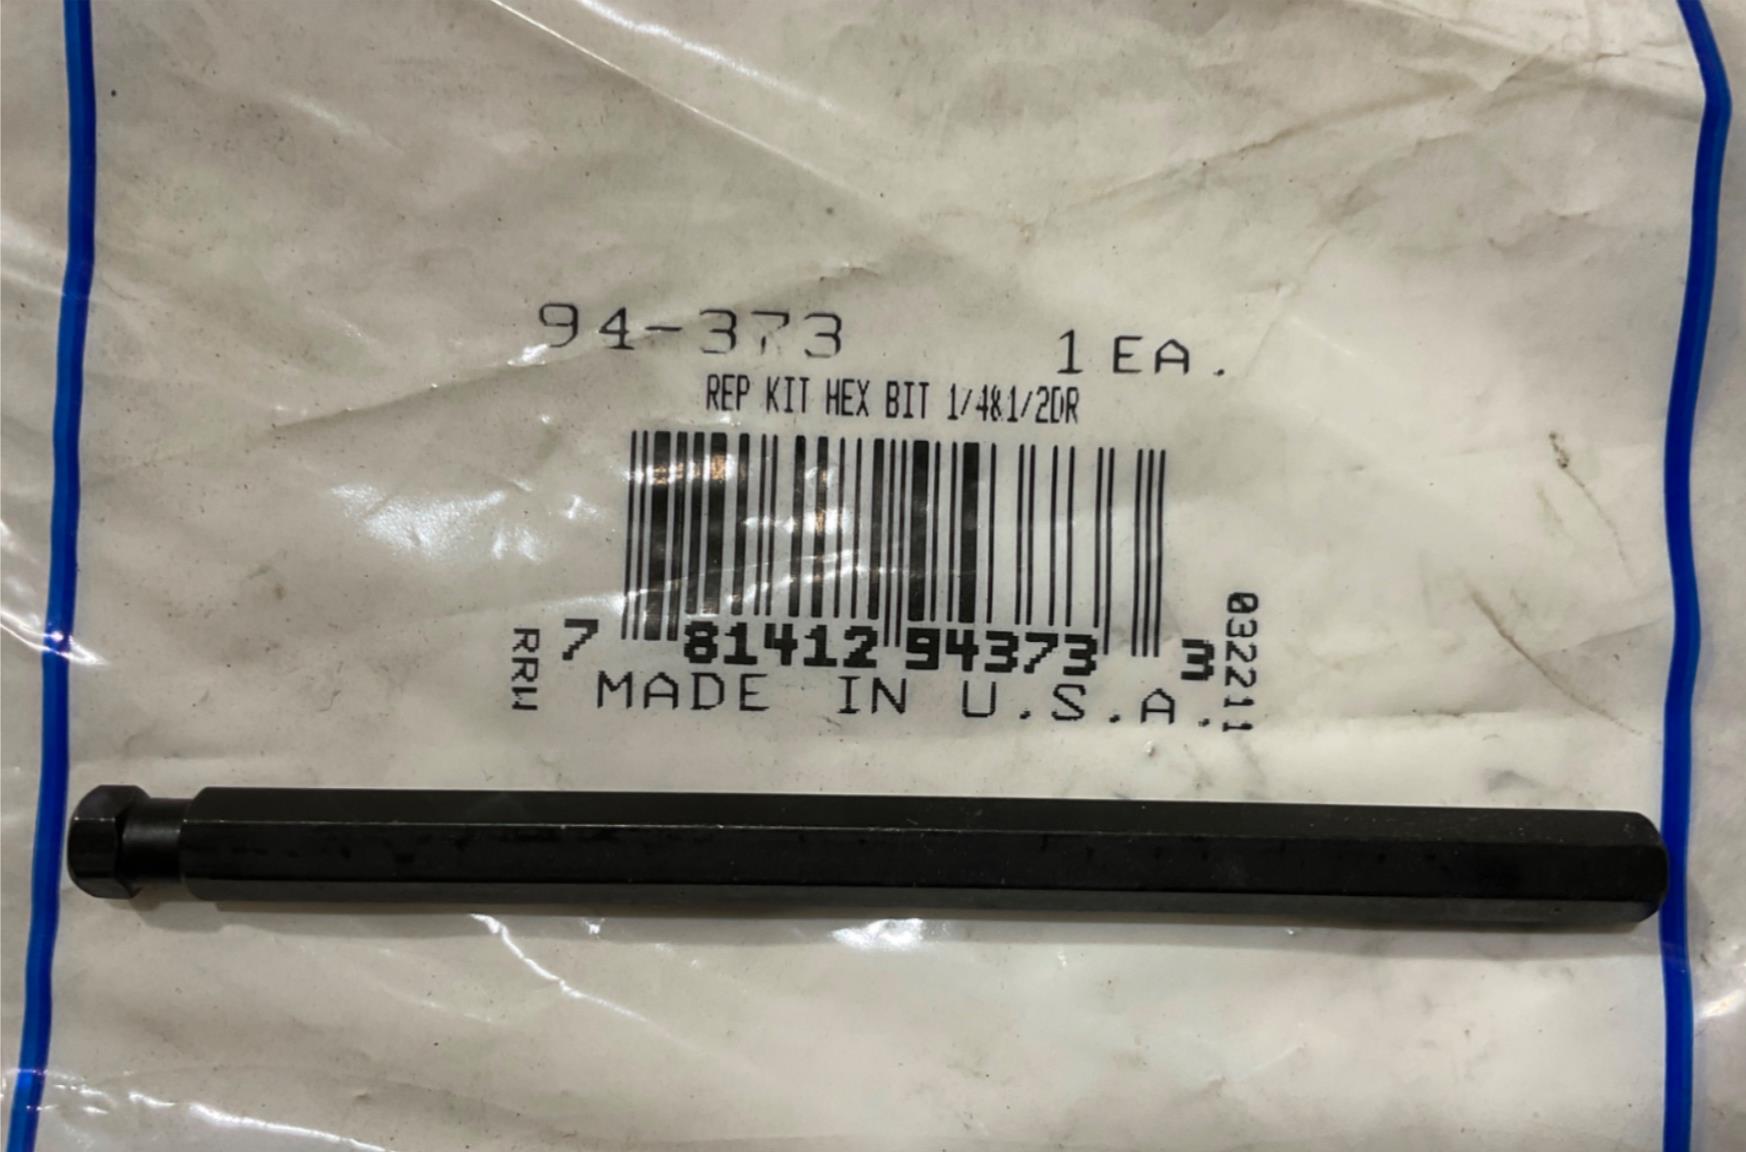 94-373 1 EA.
REP KIT HEX BIT 1/4&1/2DR
7 81412 94373 3
RRW
032211
MADE IN U.S.A.